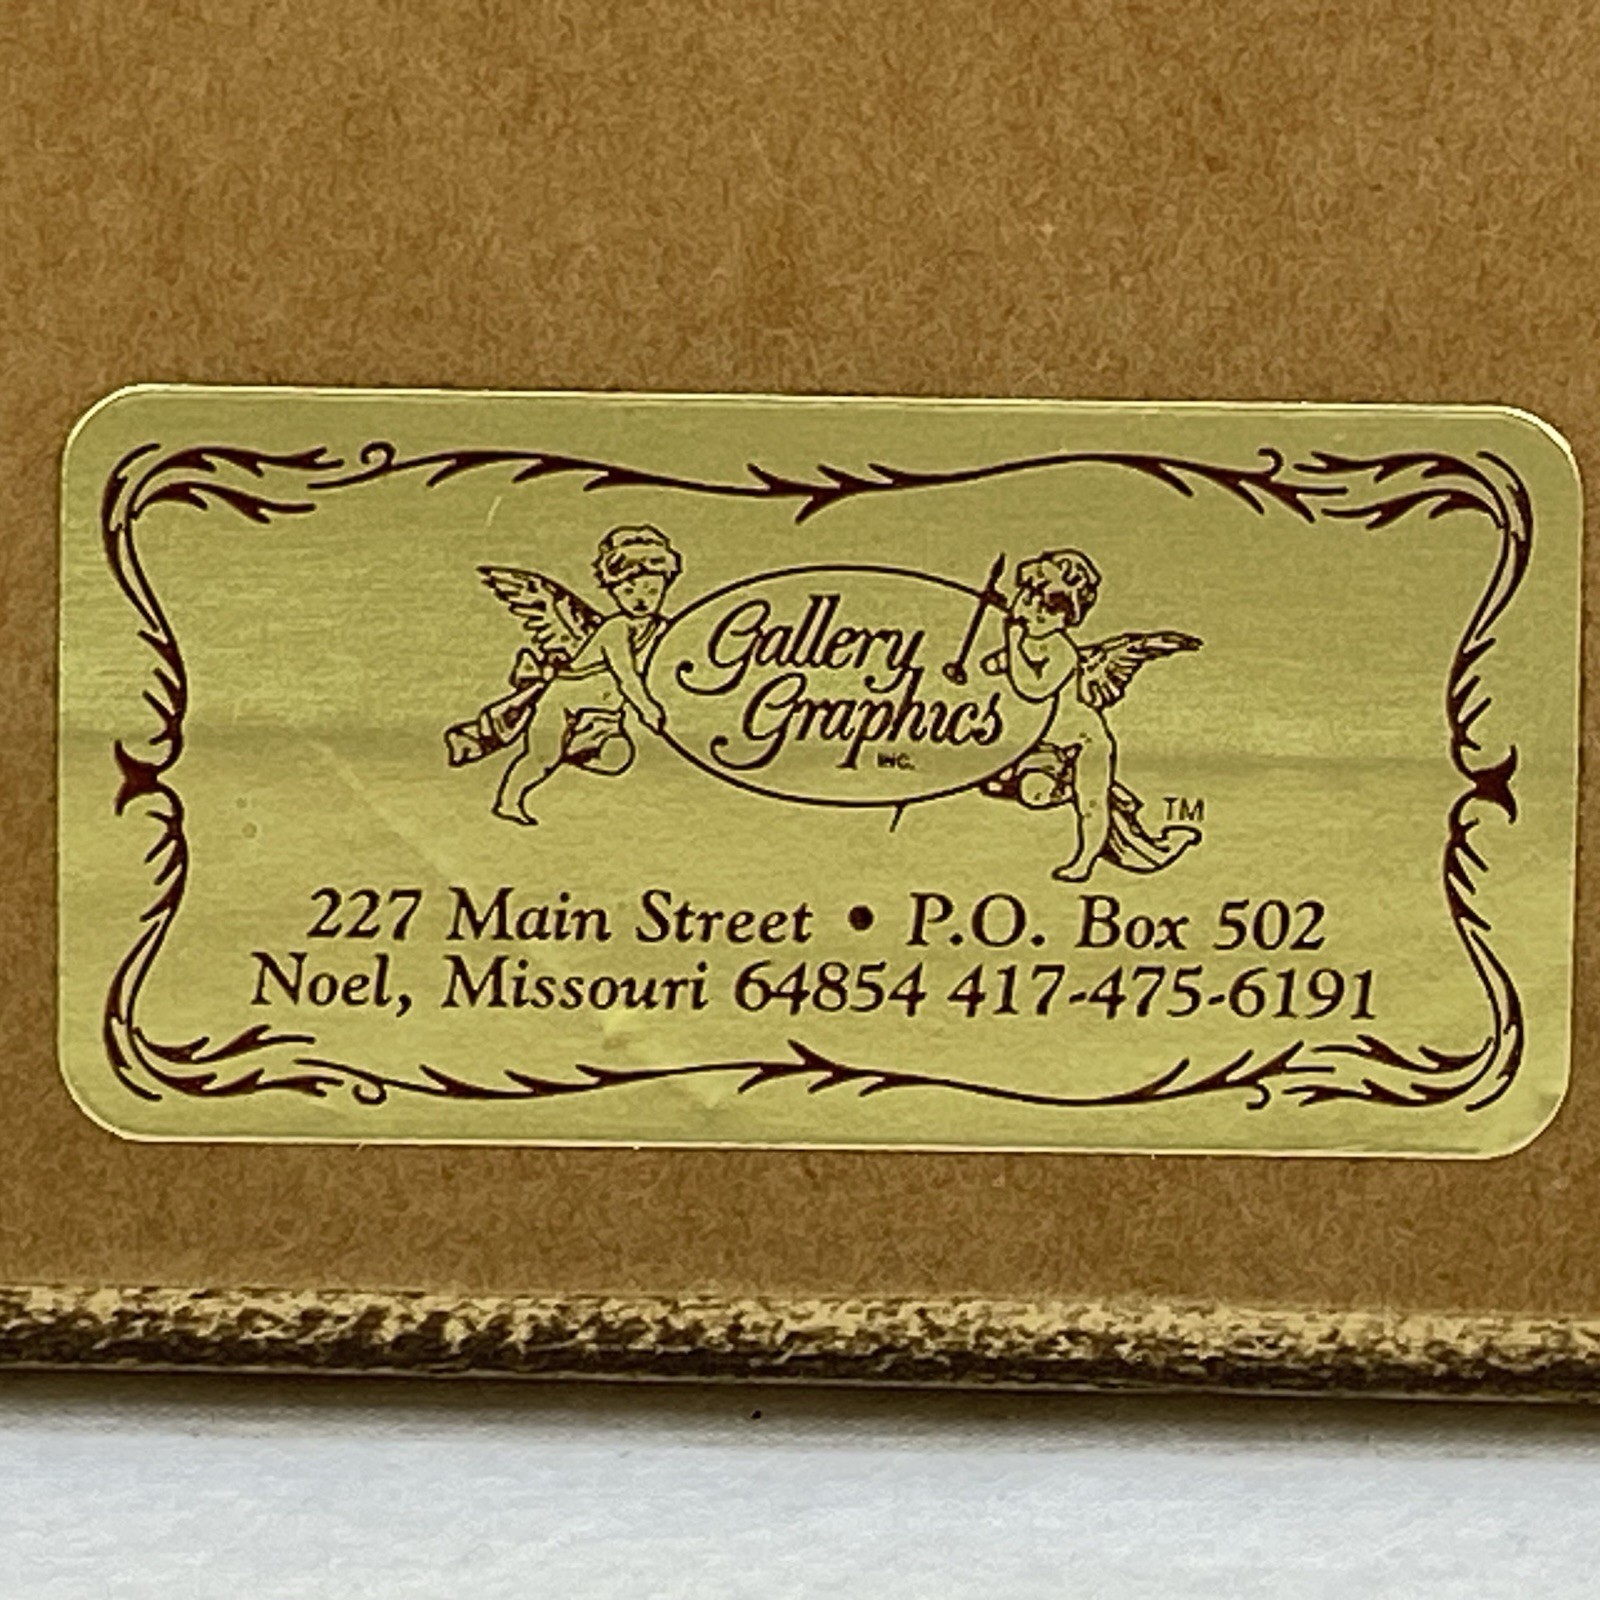 Gallery
Graphics
INC.
TM
227 Main Street • P.O. Box 502
Noel, Missouri 64854 417-475-6191